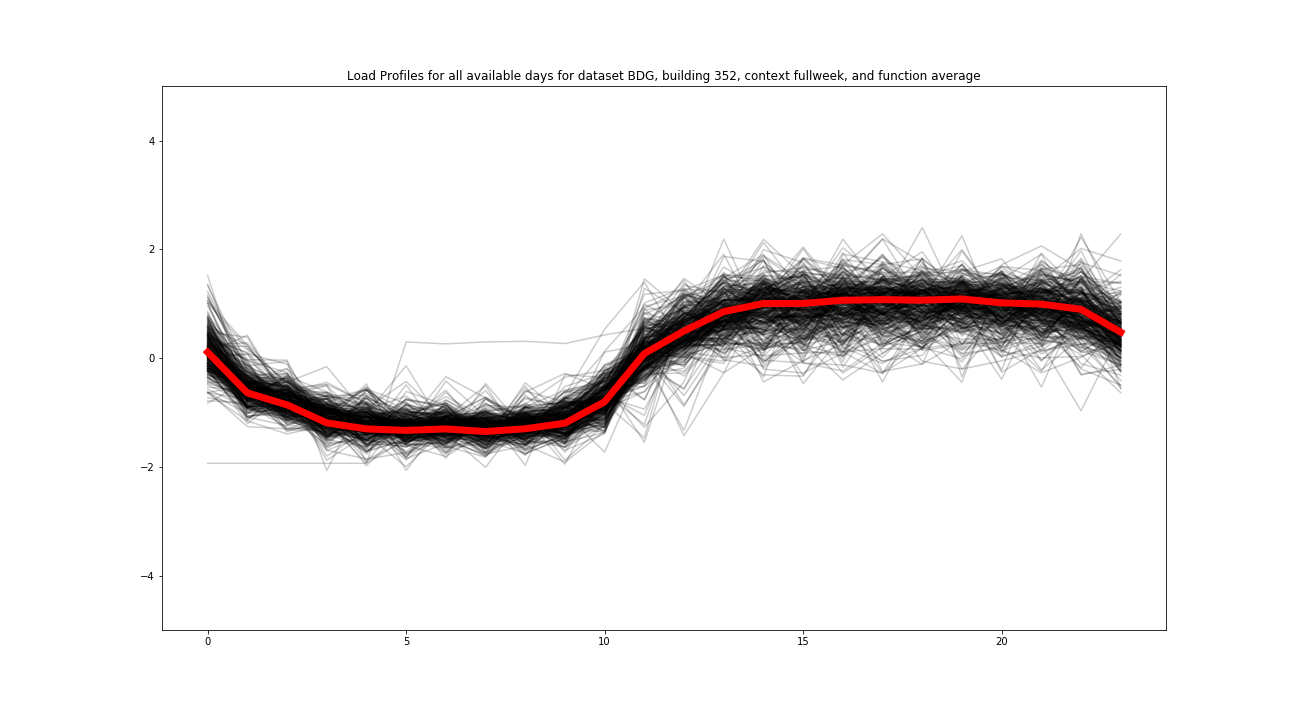 Load Profiles for all available days for dataset BDG, building 352, context fullweek, and function average
4
2
0
−2
−4
0 5 10 15 20